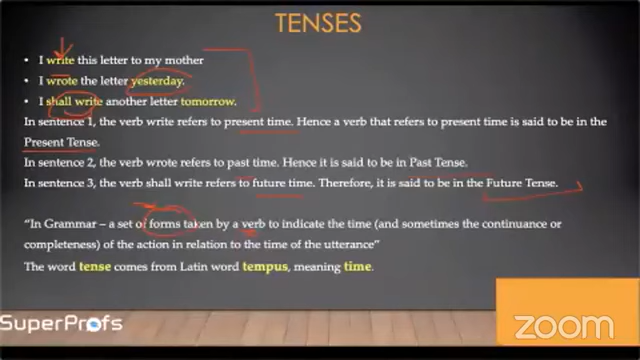 TENSES
• I write this letter to my mother
• I wrote the letter yesterday.
• I shall write another letter tomorrow.
In sentence 1, the verb write refers to present time. Hence a verb that refers to present time is said to be in the
Present Tense.
In sentence 2, the verb wrote refers to past time. Hence it is said to be in Past Tense.
In sentence 3, the verb shall write refers to future time. Therefore, it is said to be in the Future Tense.
“In Grammar – a set of forms taken by a verb to indicate the time (and sometimes the continuance or
completeness) of the action in relation to the time of the utterance”
The word tense comes from Latin word tempus, meaning time.
SuperProfs
zoom